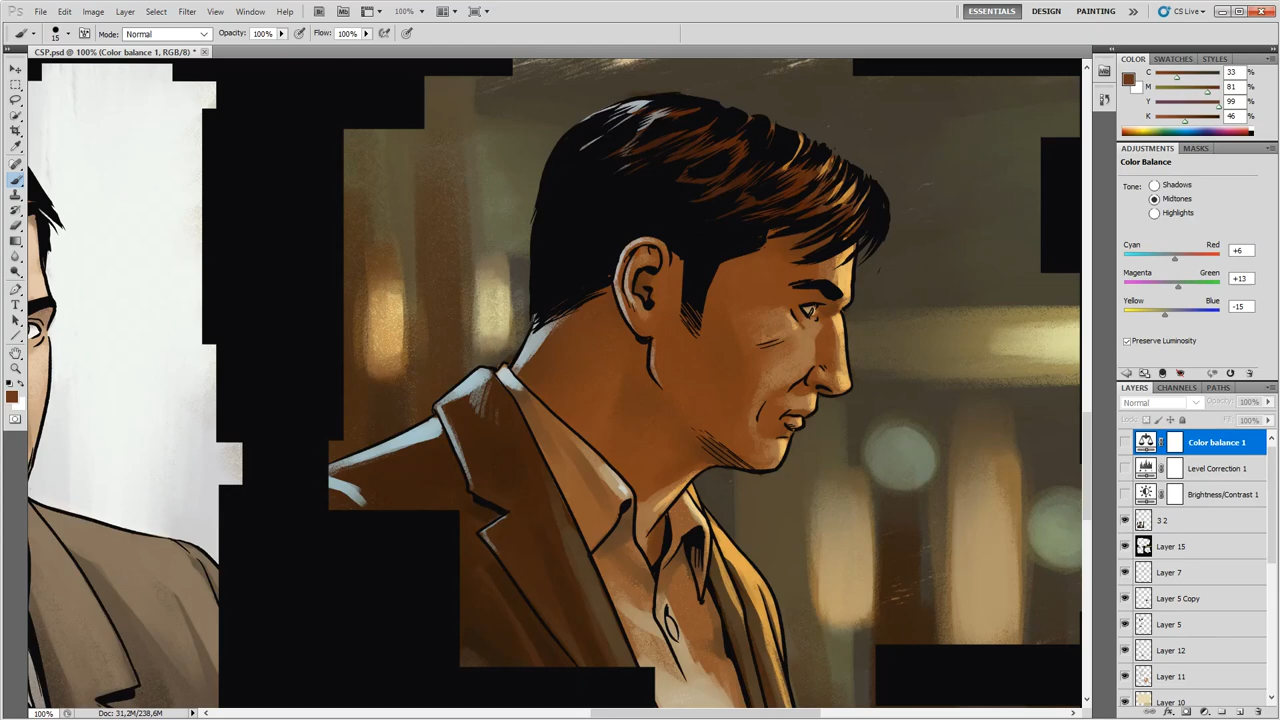 Ps File Edit Image Layer Select Filter Analysis View Window Help Br Mb 100% ESSENTIALS DESIGN PAINTING CS Live
15 Mode: Normal Opacity: 100% Flow: 100%
CSP.psd @ 100% (Color balance 1, RGB/8) *
COLOR SWATCHES STYLES
C 33 %
M 81 %
Y 99 %
K 46 %
ADJUSTMENTS MASKS
Color Balance
Tone: Shadows
Midtones
Highlights
Cyan Red +6
Magenta Green +13
Yellow Blue -15
Preserve Luminosity
LAYERS CHANNELS PATHS
Normal Opacity: 100%
Lock: Fill: 100%
Color balance 1
Level Correction 1
Brightness/Contrast 1
3 2
Layer 15
Layer 7
Layer 5 Copy
Layer 5
Layer 12
Layer 11
Layer 10
100% Doc: 31,2M/238,6M